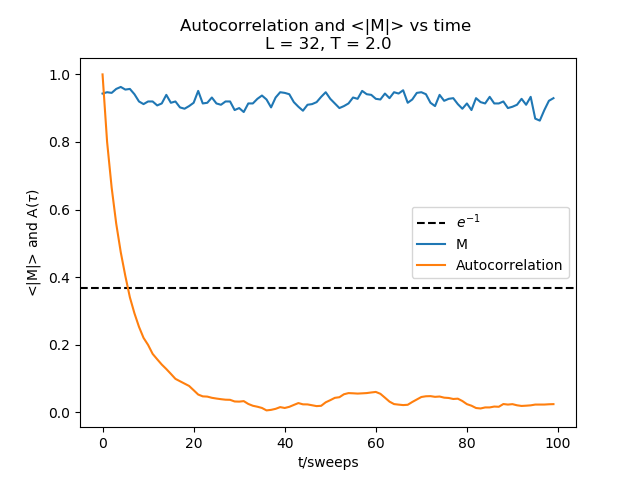 Autocorrelation and <|M|> vs time
L = 32, T = 2.0
<|M|> and A(τ)
1.0
0.8
0.6
0.4
0.2
0.0
e⁻¹
M
Autocorrelation
0 20 40 60 80 100
t/sweeps